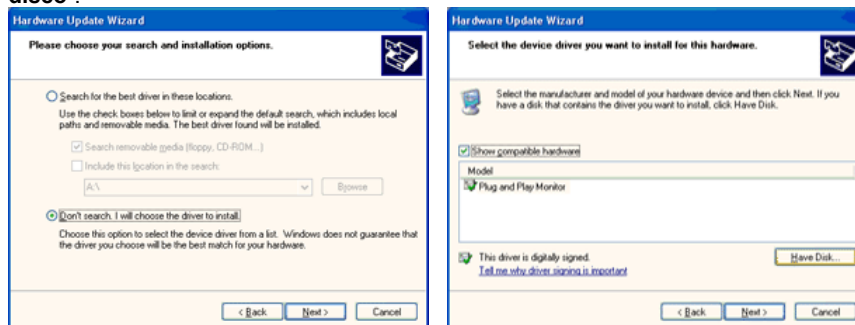 disco".
Hardware Update Wizard
Please choose your search and installation options.
Search for the best driver in these locations.
Use the check boxes below to limit or expand the default search, which includes local
paths and removable media. The best driver found will be installed.
Search removable media (floppy, CD-ROM...)
Include this location in the search:
A:\
Browse
Don't search. I will choose the driver to install.
Choose this option to select the device driver from a list. Windows does not guarantee that
the driver you choose will be the best match for your hardware.
< Back
Next >
Cancel
Hardware Update Wizard
Select the device driver you want to install for this hardware.
Select the manufacturer and model of your hardware device and then click Next. If you
have a disk that contains the driver you want to install, click Have Disk.
Show compatible hardware
Model
Plug and Play Monitor
This driver is digitally signed.
Tell me why driver signing is important
Have Disk...
< Back
Next >
Cancel